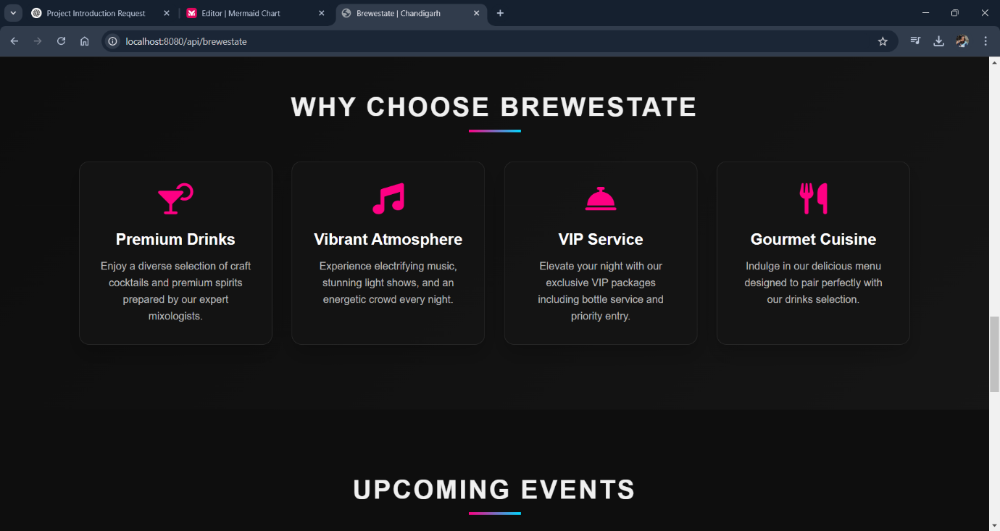 Project Introduction Request
Editor | Mermaid Chart
Brewestate | Chandigarh
localhost:8080/api/brewestate
WHY CHOOSE BREWESTATE
Premium Drinks
Enjoy a diverse selection of craft
cocktails and premium spirits
prepared by our expert
mixologists.
Vibrant Atmosphere
Experience electrifying music,
stunning light shows, and an
energetic crowd every night.
VIP Service
Elevate your night with our
exclusive VIP packages
including bottle service and
priority entry.
Gourmet Cuisine
Indulge in our delicious menu
designed to pair perfectly with
our drinks selection.
UPCOMING EVENTS